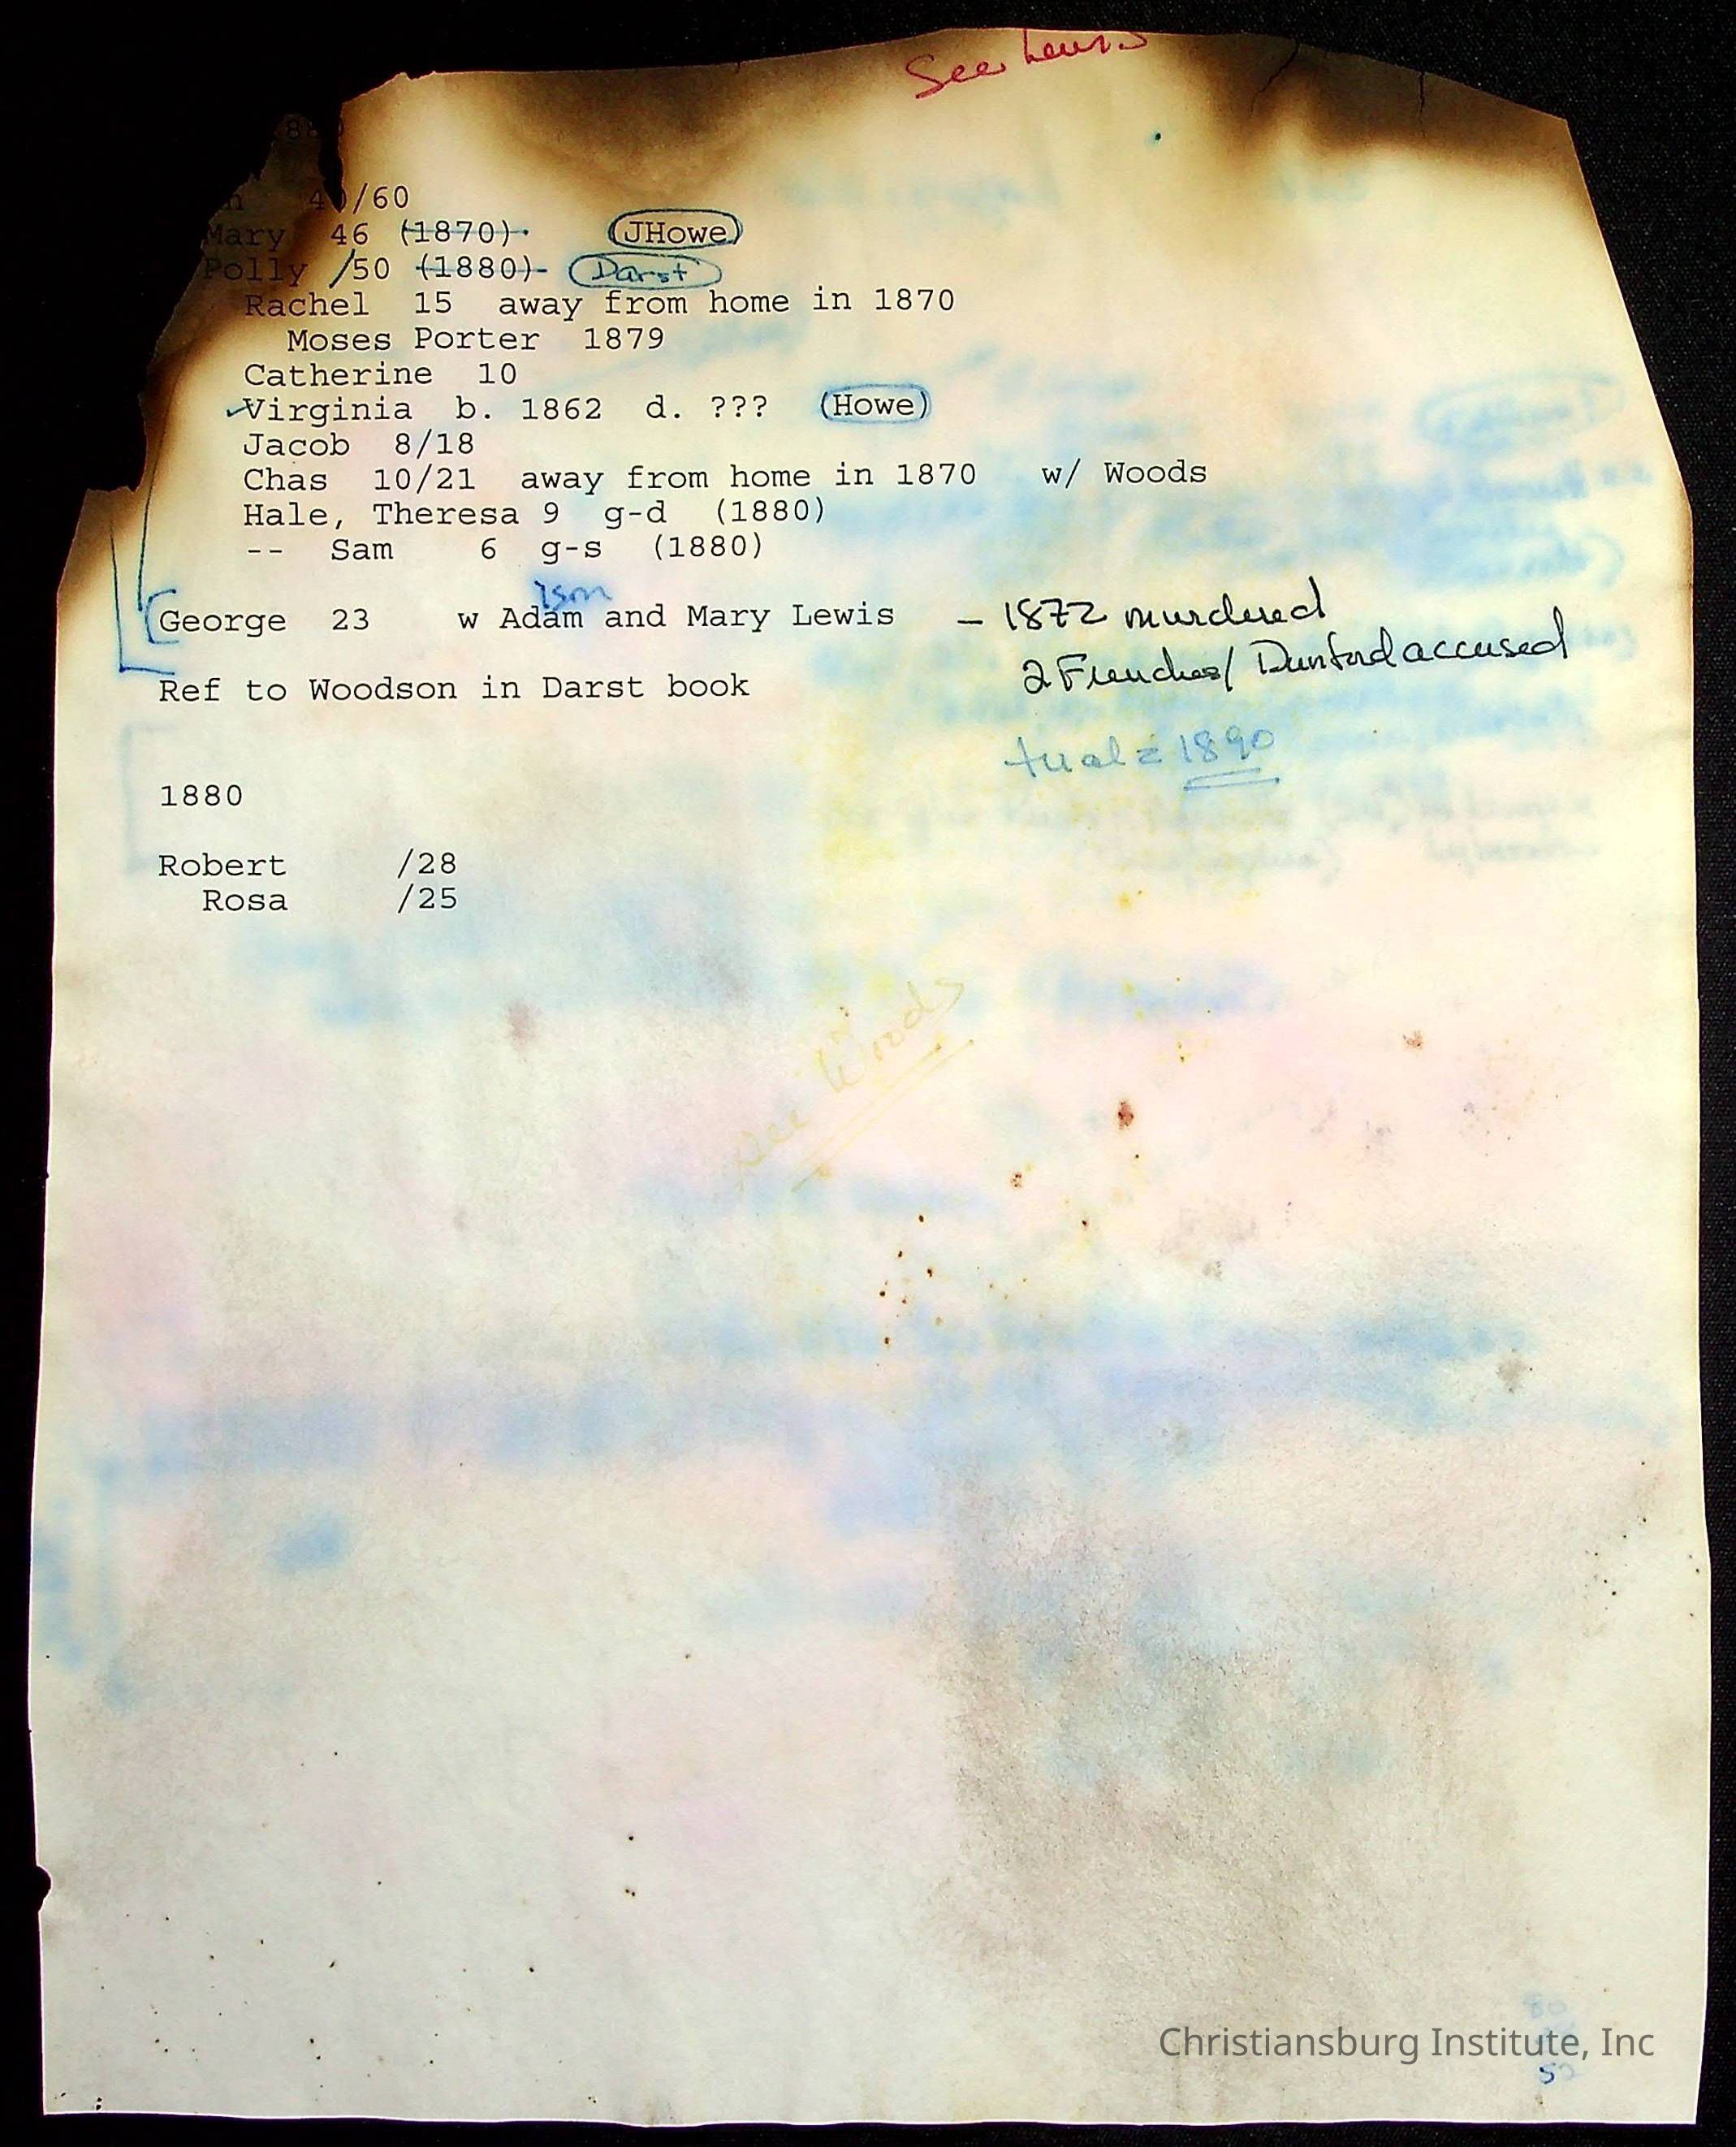 See Lewis
40/60
Mary 46 (1870) (JHowe)
Polly /50 (1880) Darst
Rachel 15 away from home in 1870
Moses Porter 1879
Catherine 10
Virginia b. 1862 d. ??? (Howe)
Jacob 8/18
Chas 10/21 away from home in 1870 w/ Woods
Hale, Theresa 9 g-d (1880)
-- Sam 6 g-s (1880)
George 23 w Adam and Mary Lewis – 1872 murdered
2 Frenches/ Dunford accused
Ref to Woodson in Darst book
trial = 1890
1880
Robert /28
Rosa /25
See Woods
Christiansburg Institute, Inc